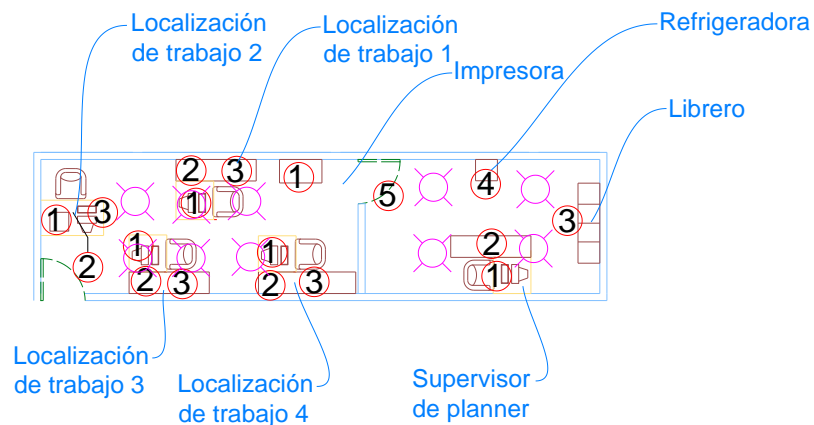 Localización
de trabajo 2
Localización
de trabajo 1
Impresora
Refrigeradora
Librero
2
3
1
5
4
1
3
1
3
2
1
1
2
1
2
3
2
3
Localización
de trabajo 3
Localización
de trabajo 4
Supervisor
de planner